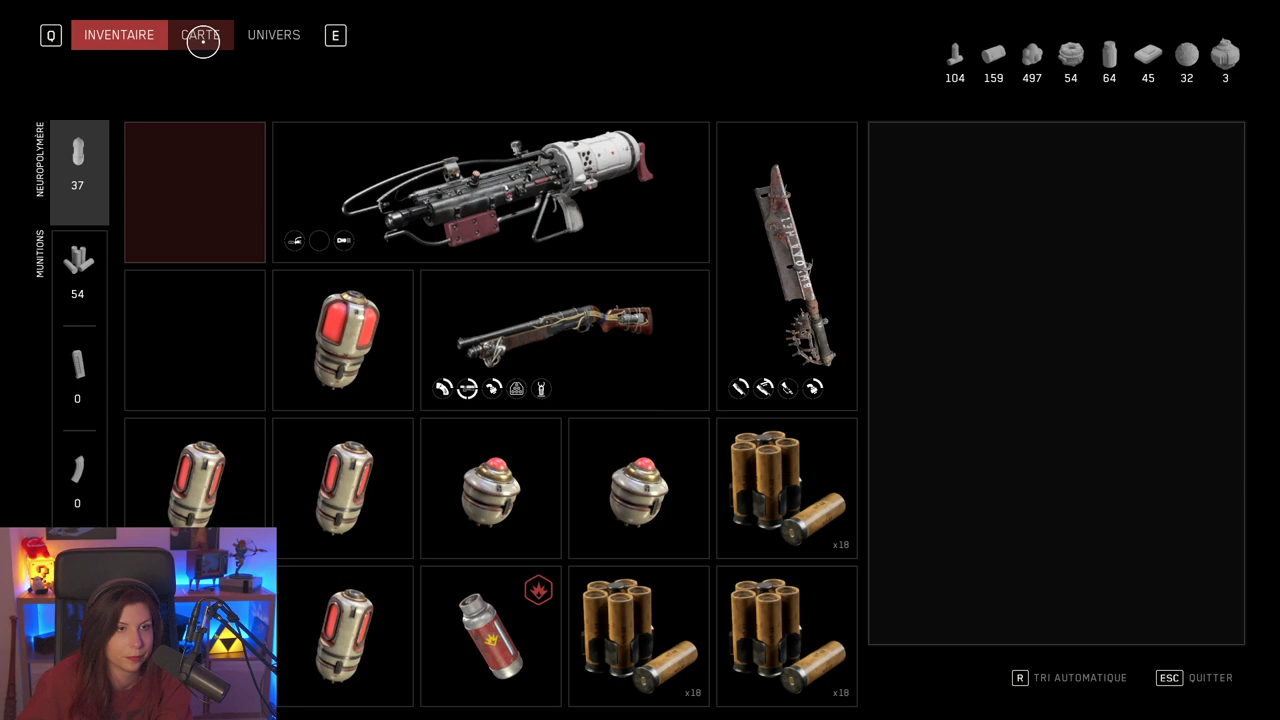 Q INVENTAIRE CARTE UNIVERS E
104 159 497 54 64 45 32 3
NEUROPOLYMÈRE
37
MUNITIONS
54
0
0
x18
x18
x18
R TRI AUTOMATIQUE ESC QUITTER